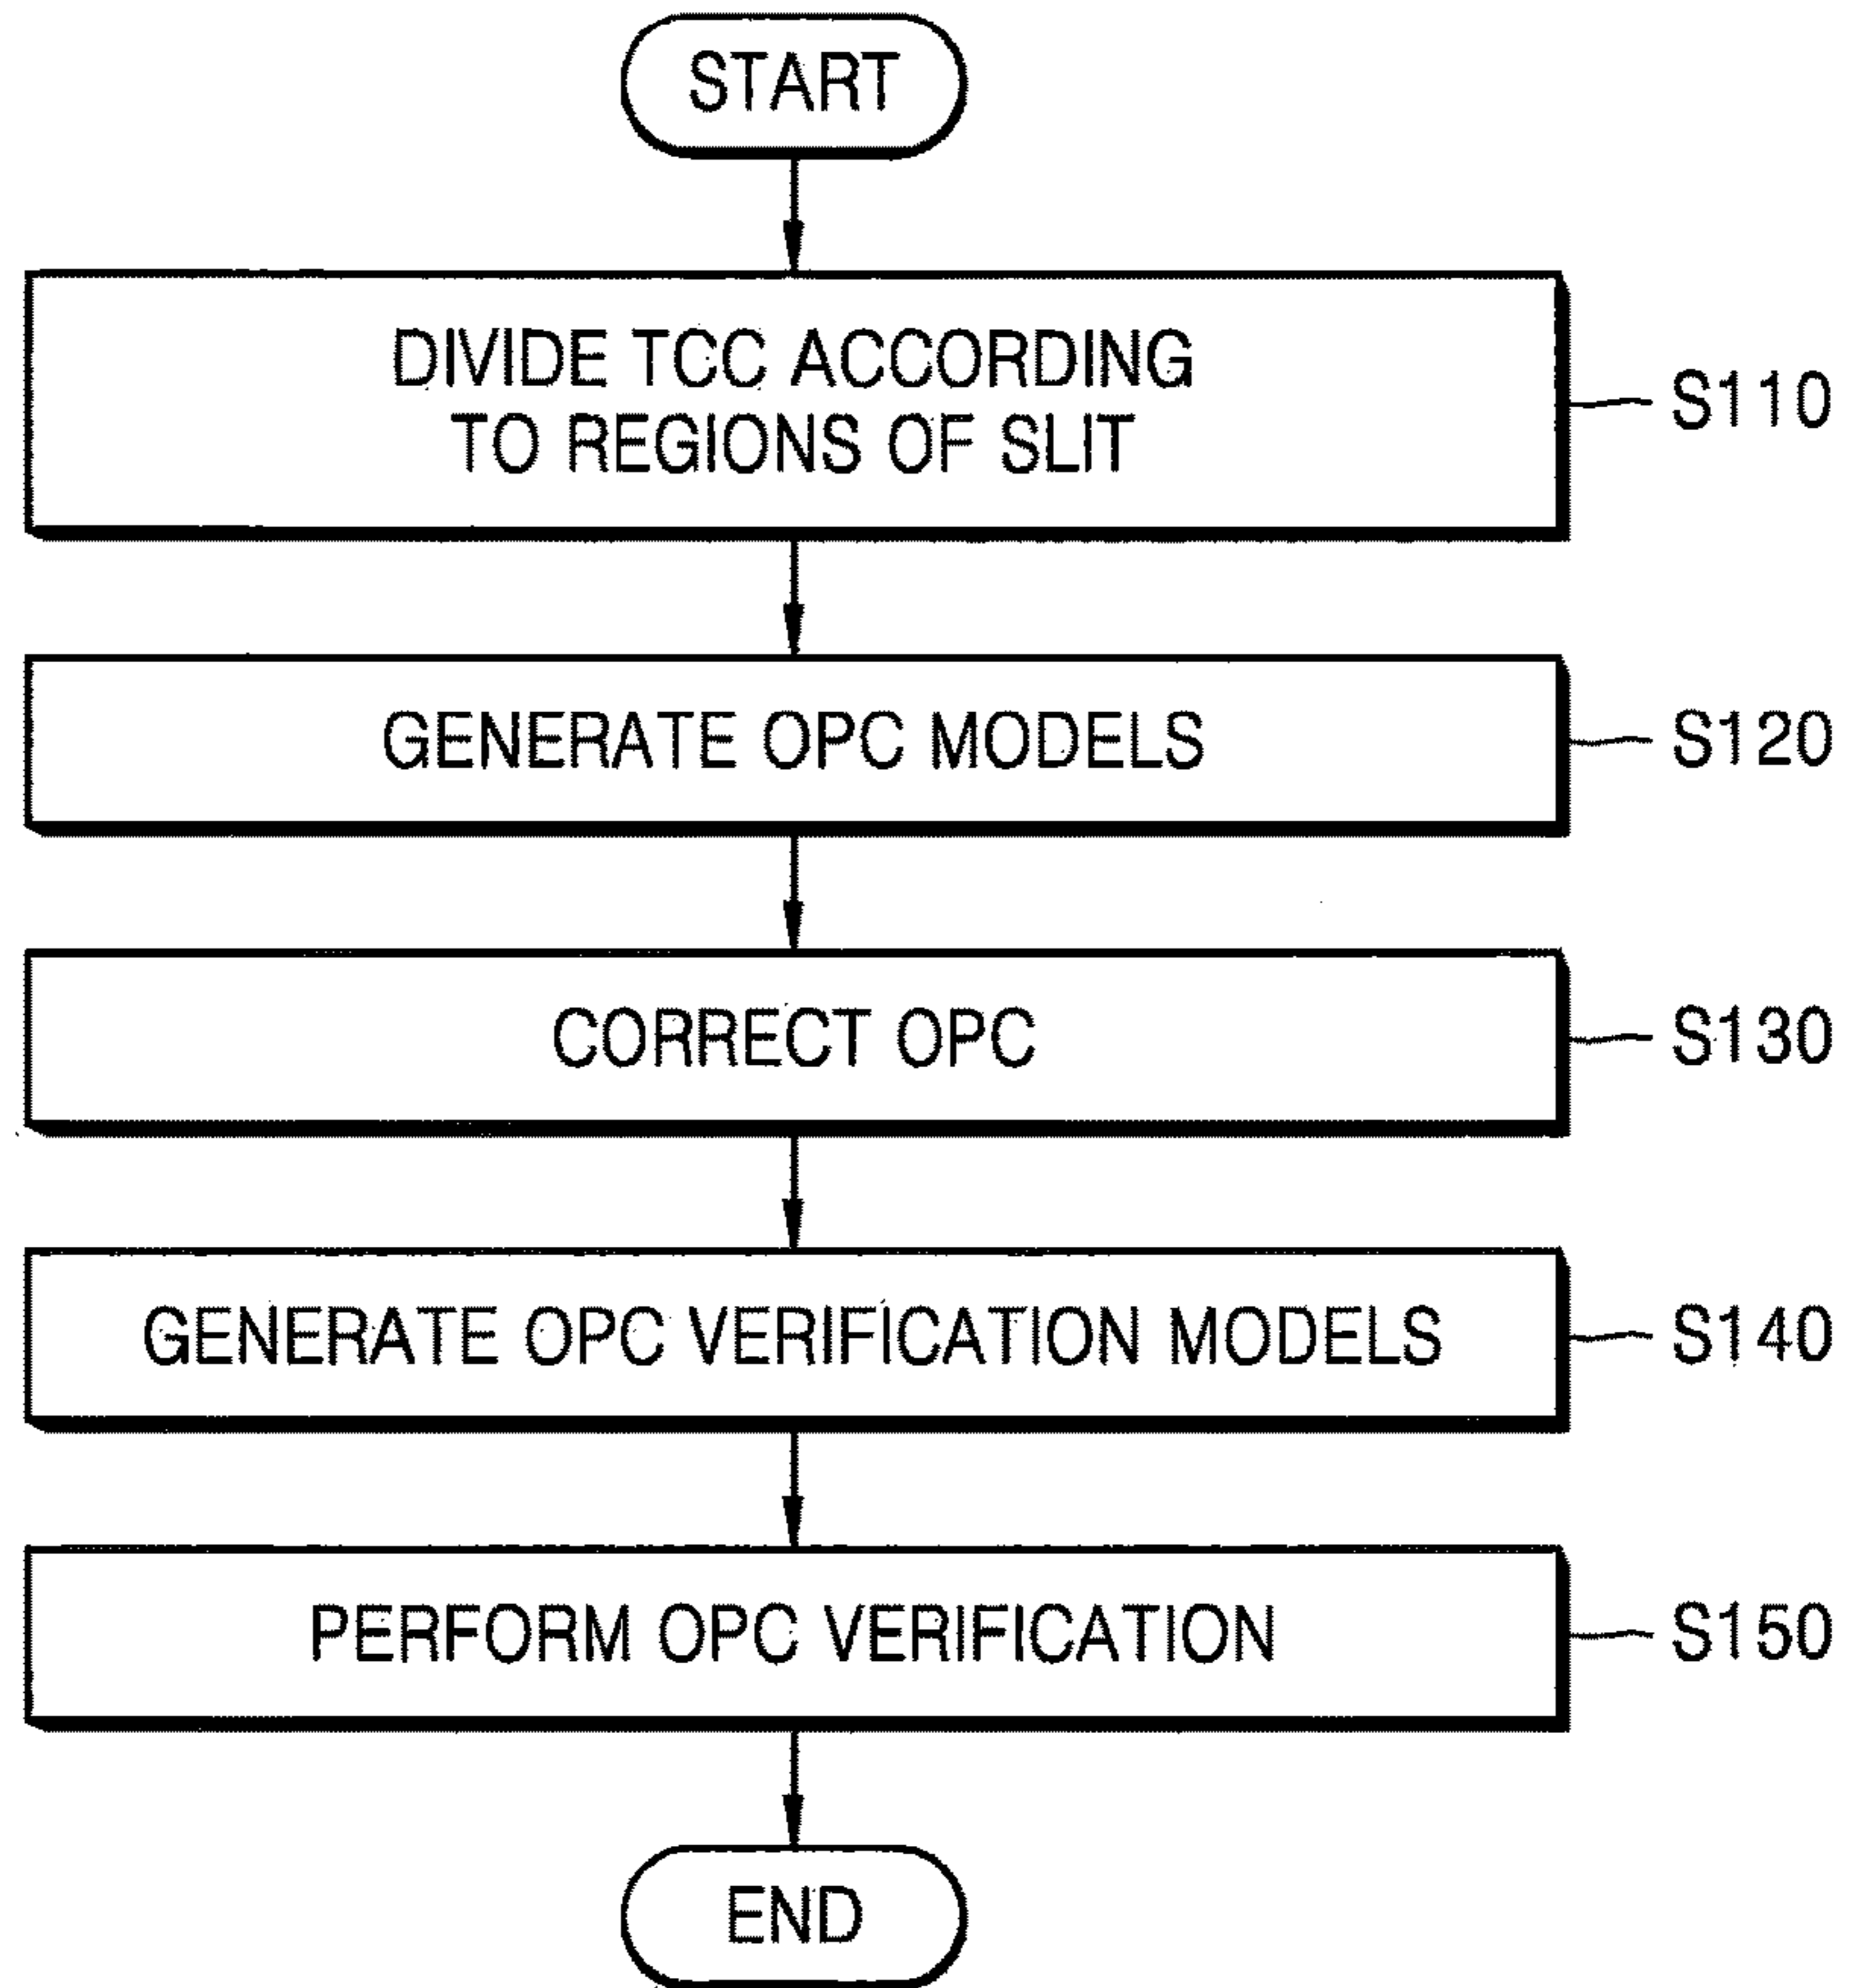 START
DIVIDE TCC ACCORDING
TO REGIONS OF SLIT
S110
GENERATE OPC MODELS
S120
CORRECT OPC
S130
GENERATE OPC VERIFICATION MODELS
S140
PERFORM OPC VERIFICATION
S150
END